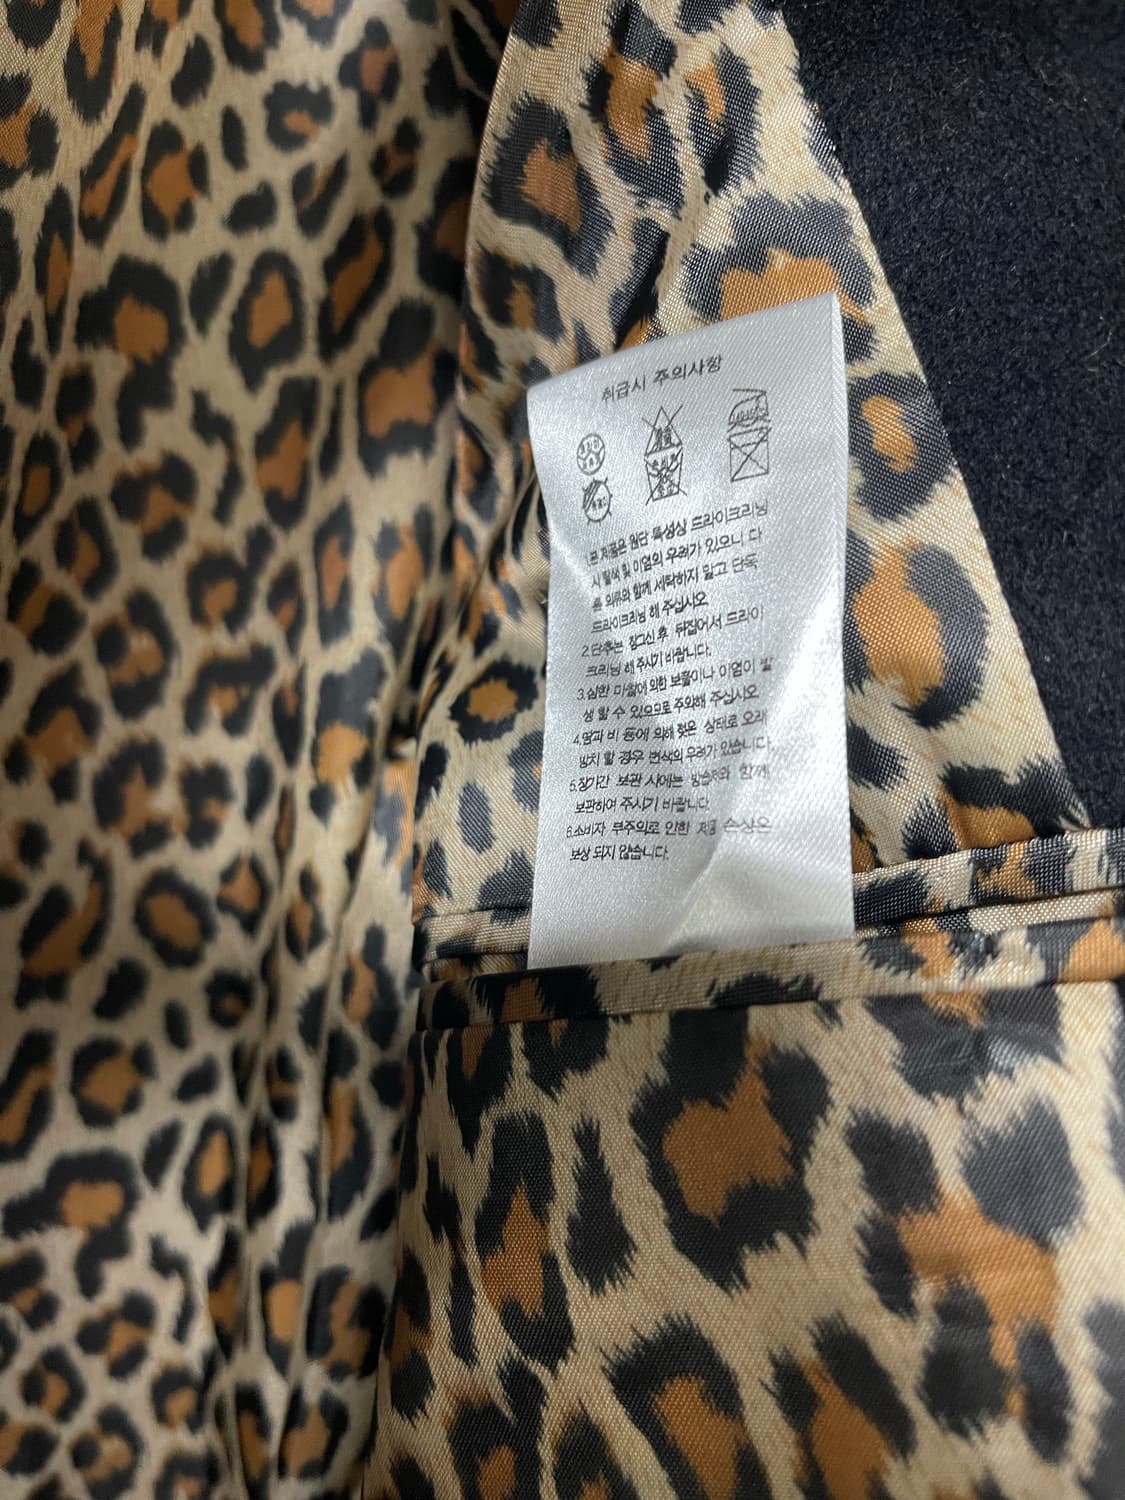 취급시 주의사항
1.본 제품은 원단 특성상 드라이크리닝
시 탈색 및 이염의 우려가 있으니 다
른 의류와 함께 세탁하지 말고 단독
드라이크리닝 해 주십시오
2.단추는 잠그신 후 뒤집어서 드라이
크리닝 해 주시기 바랍니다.
3.심한 마찰에 의한 보풀이나 이염이 발
생 할 수 있으므로 주의해 주십시오
4.땀과 비 등에 의해 젖은 상태로 오래
방치 할 경우 변색의 우려가 있습니다.
5.장기간 보관 시에는 방습제와 함께
보관하여 주시기 바랍니다
6.소비자 부주의로 인한 제품 손상은
보상 되지 않습니다.